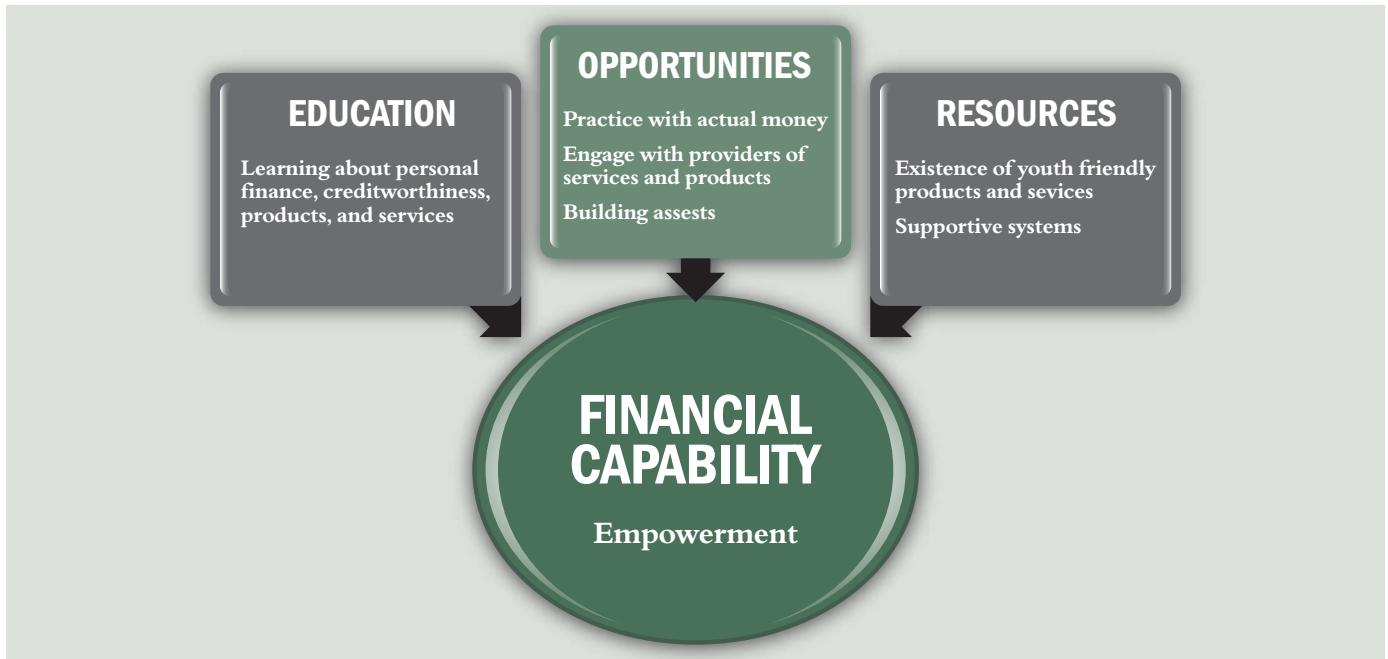 EDUCATION
Learning about personal
finance, creditworthiness,
products, and services
OPPORTUNITIES
Practice with actual money
Engage with providers of
services and products
Building assests
RESOURCES
Existence of youth friendly
products and sevices
Supportive systems
FINANCIAL
CAPABILITY
Empowerment